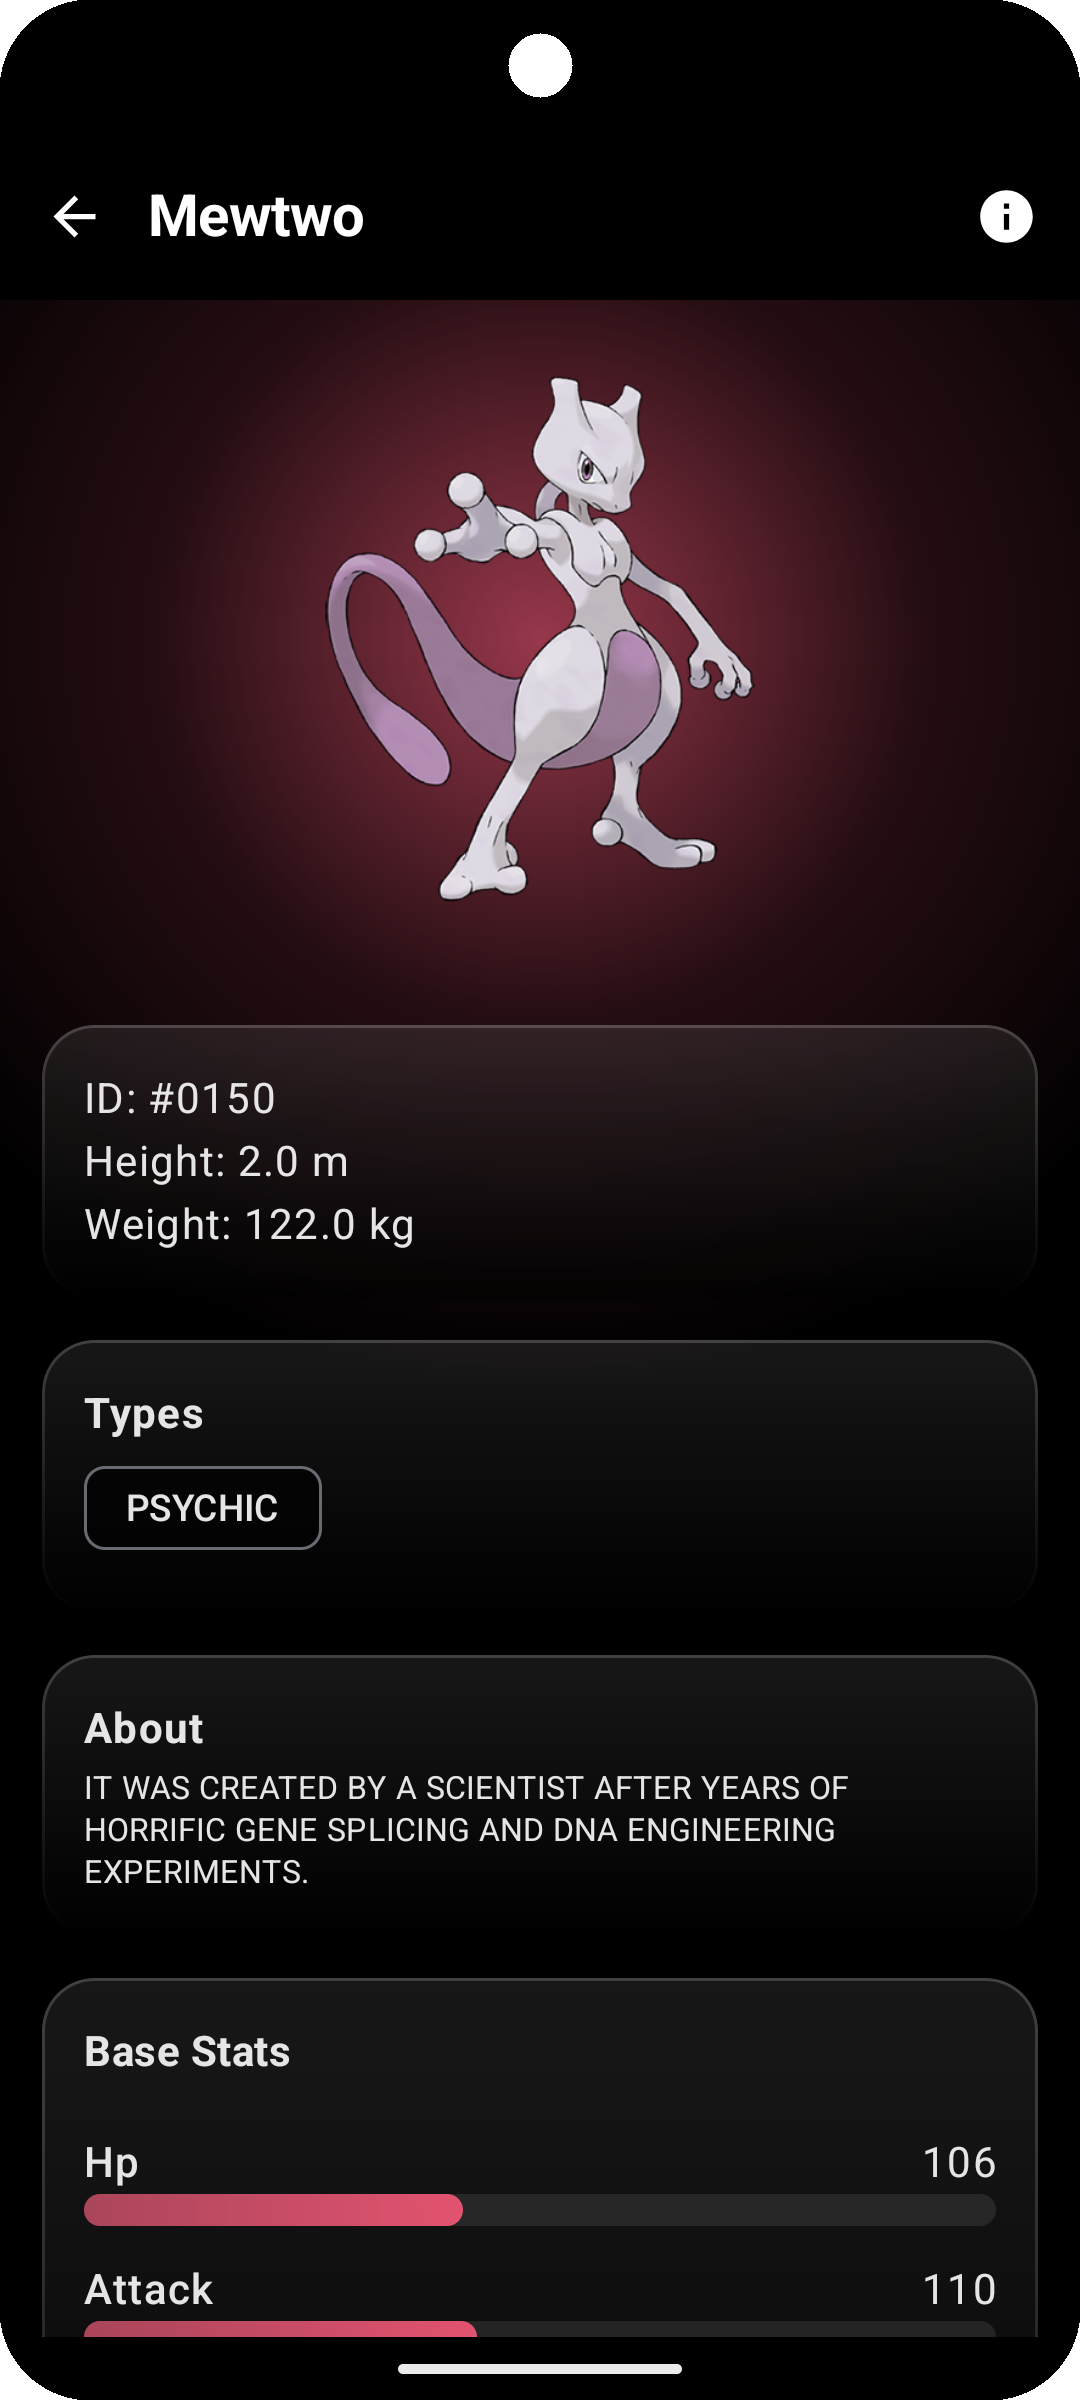 Mewtwo
ID: #0150
Height: 2.0 m
Weight: 122.0 kg
Types
PSYCHIC
About
IT WAS CREATED BY A SCIENTIST AFTER YEARS OF
HORRIFIC GENE SPLICING AND DNA ENGINEERING
EXPERIMENTS.
Base Stats
Hp 106
Attack 110